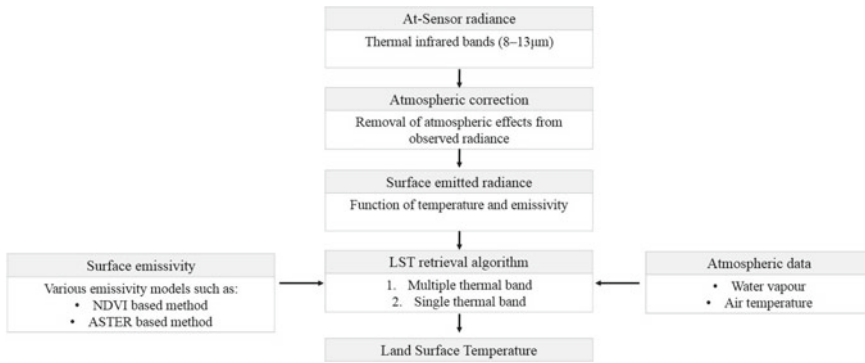 At-Sensor radiance
Thermal infrared bands (8–13μm)
Atmospheric correction
Removal of atmospheric effects from
observed radiance
Surface emitted radiance
Function of temperature and emissivity
Surface emissivity
Various emissivity models such as:
• NDVI based method
• ASTER based method
LST retrieval algorithm
1. Multiple thermal band
2. Single thermal band
Atmospheric data
• Water vapour
• Air temperature
Land Surface Temperature